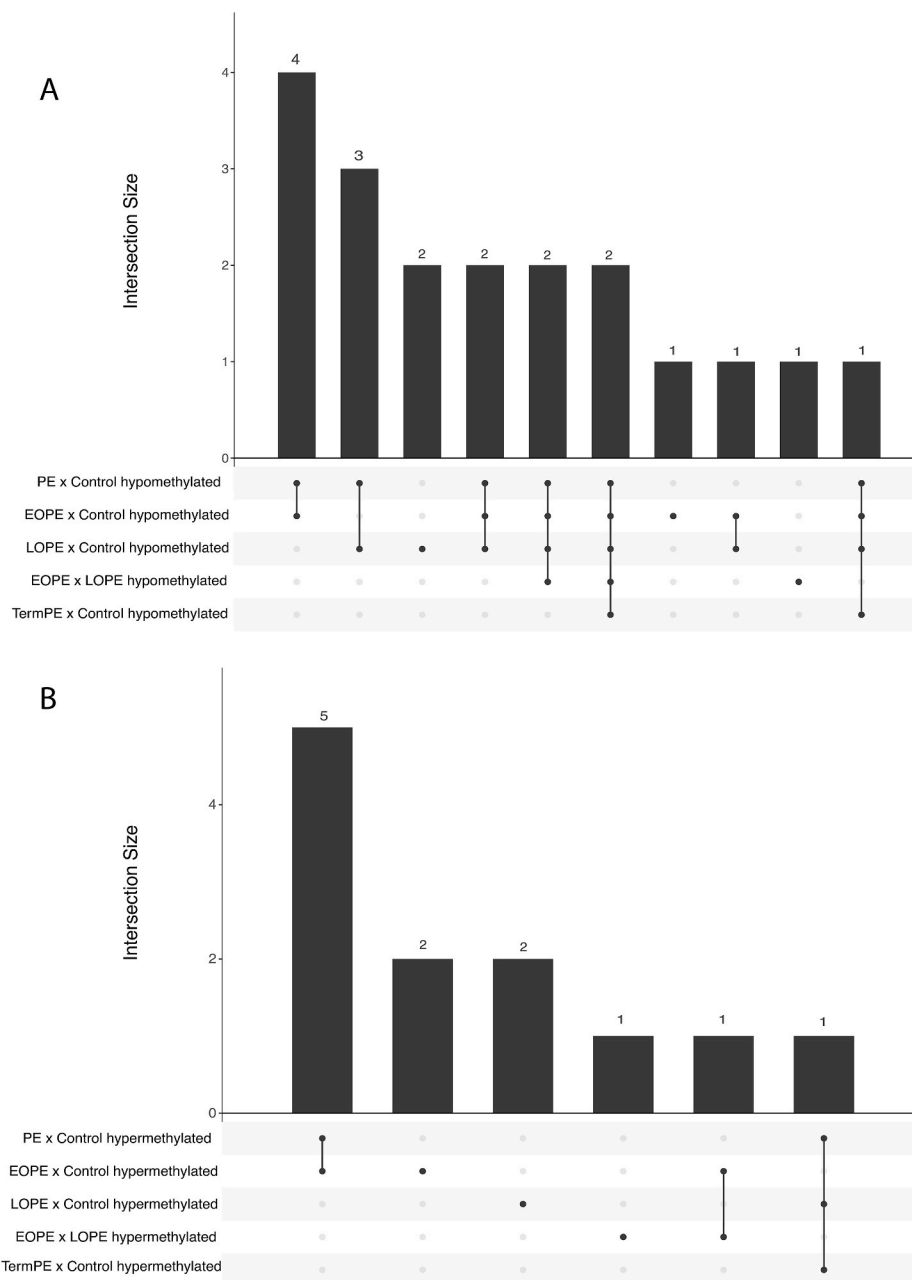 A
Intersection Size
4
3
2
1
0
4
3
2
2
2
2
1
1
1
1
PE x Control hypomethylated
EOPE x Control hypomethylated
LOPE x Control hypomethylated
EOPE x LOPE hypomethylated
TermPE x Control hypomethylated
B
Intersection Size
4
2
0
5
2
2
1
1
1
PE x Control hypermethylated
EOPE x Control hypermethylated
LOPE x Control hypermethylated
EOPE x LOPE hypermethylated
TermPE x Control hypermethylated